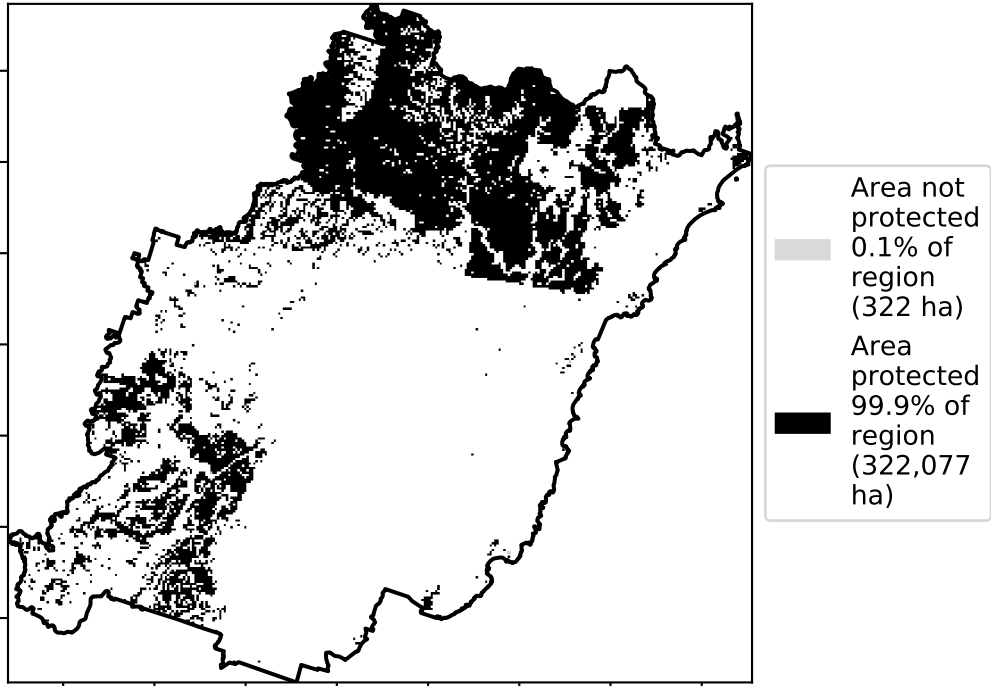 Area not
protected
0.1% of
region
(322 ha)
Area
protected
99.9% of
region
(322,077
ha)